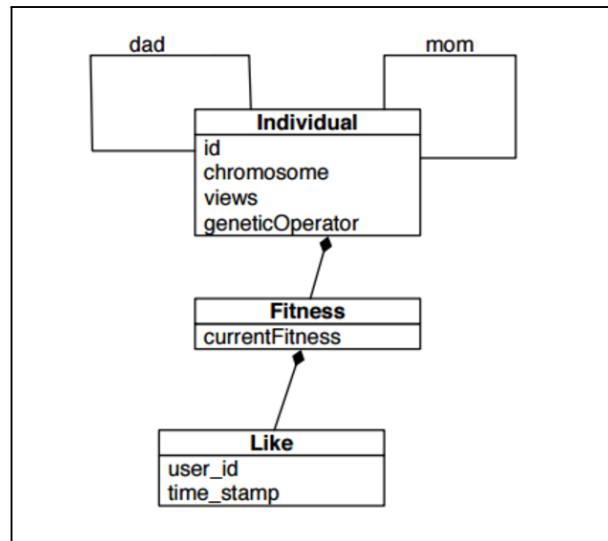 dad
mom
Individual
id
chromosome
views
geneticOperator
Fitness
currentFitness
Like
user_id
time_stamp